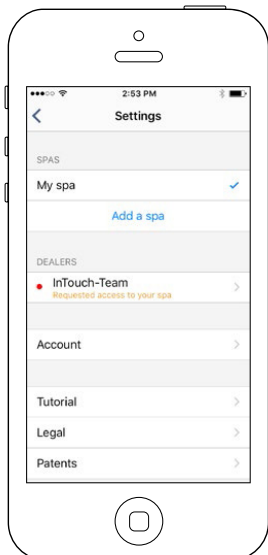 2:53 PM
Settings
SPAS
My spa
Add a spa
DEALERS
InTouch-Team
Requested access to your spa
Account
Tutorial
Legal
Patents